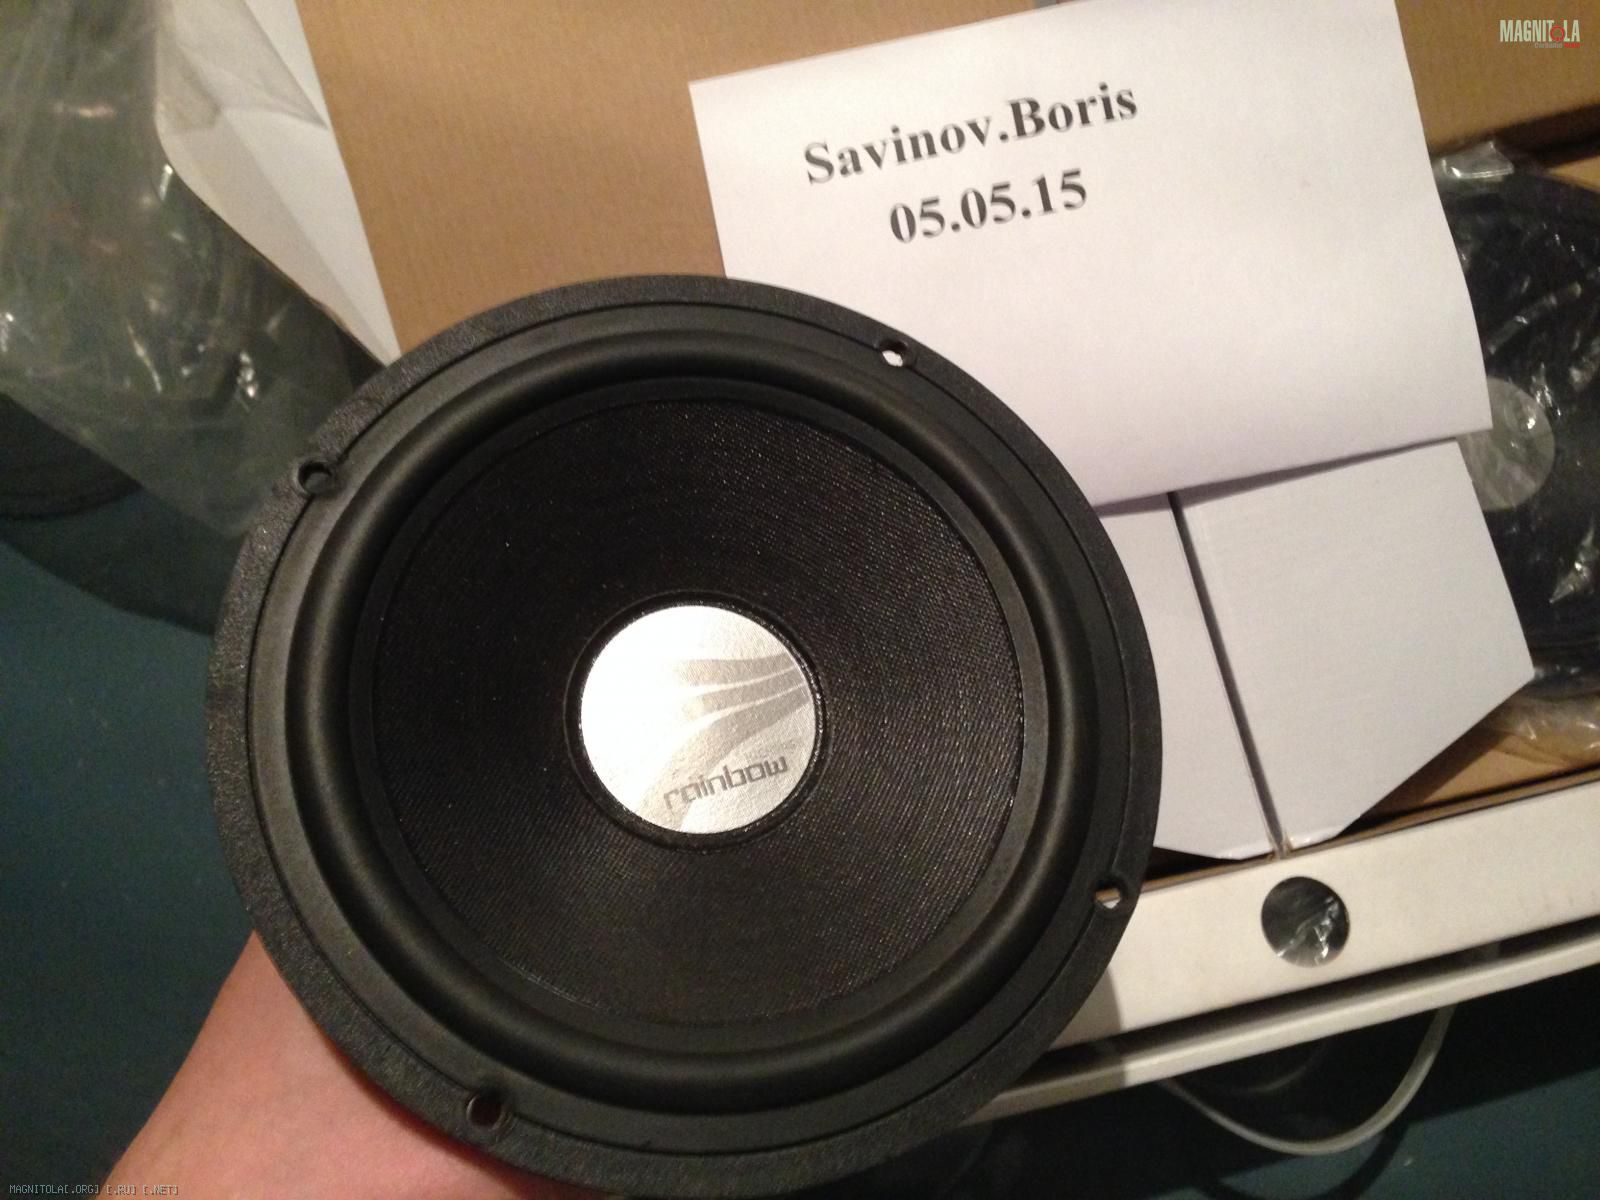 MAGNITOLA
Savinov.Boris
05.05.15
rainbow
MAGNITOLA[.ORG] [.RU] [.NET]